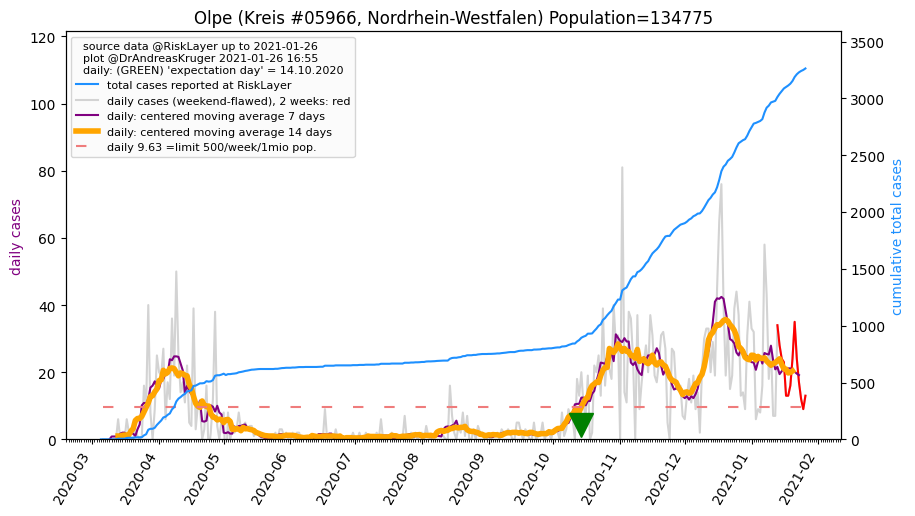 Olpe (Kreis #05966, Nordrhein-Westfalen) Population=134775
source data @RiskLayer up to 2021-01-26
plot @DrAndreasKruger 2021-01-26 16:55
daily: (GREEN) 'expectation day' = 14.10.2020
total cases reported at RiskLayer
daily cases (weekend-flawed), 2 weeks: red
daily: centered moving average 7 days
daily: centered moving average 14 days
daily 9.63 =limit 500/week/1mio pop.
daily cases
120
100
80
60
40
20
0
3500
3000
2500
2000
1500
1000
500
0
cumulative total cases
2020-03
2020-04
2020-05
2020-06
2020-07
2020-08
2020-09
2020-10
2020-11
2020-12
2021-01
2021-02